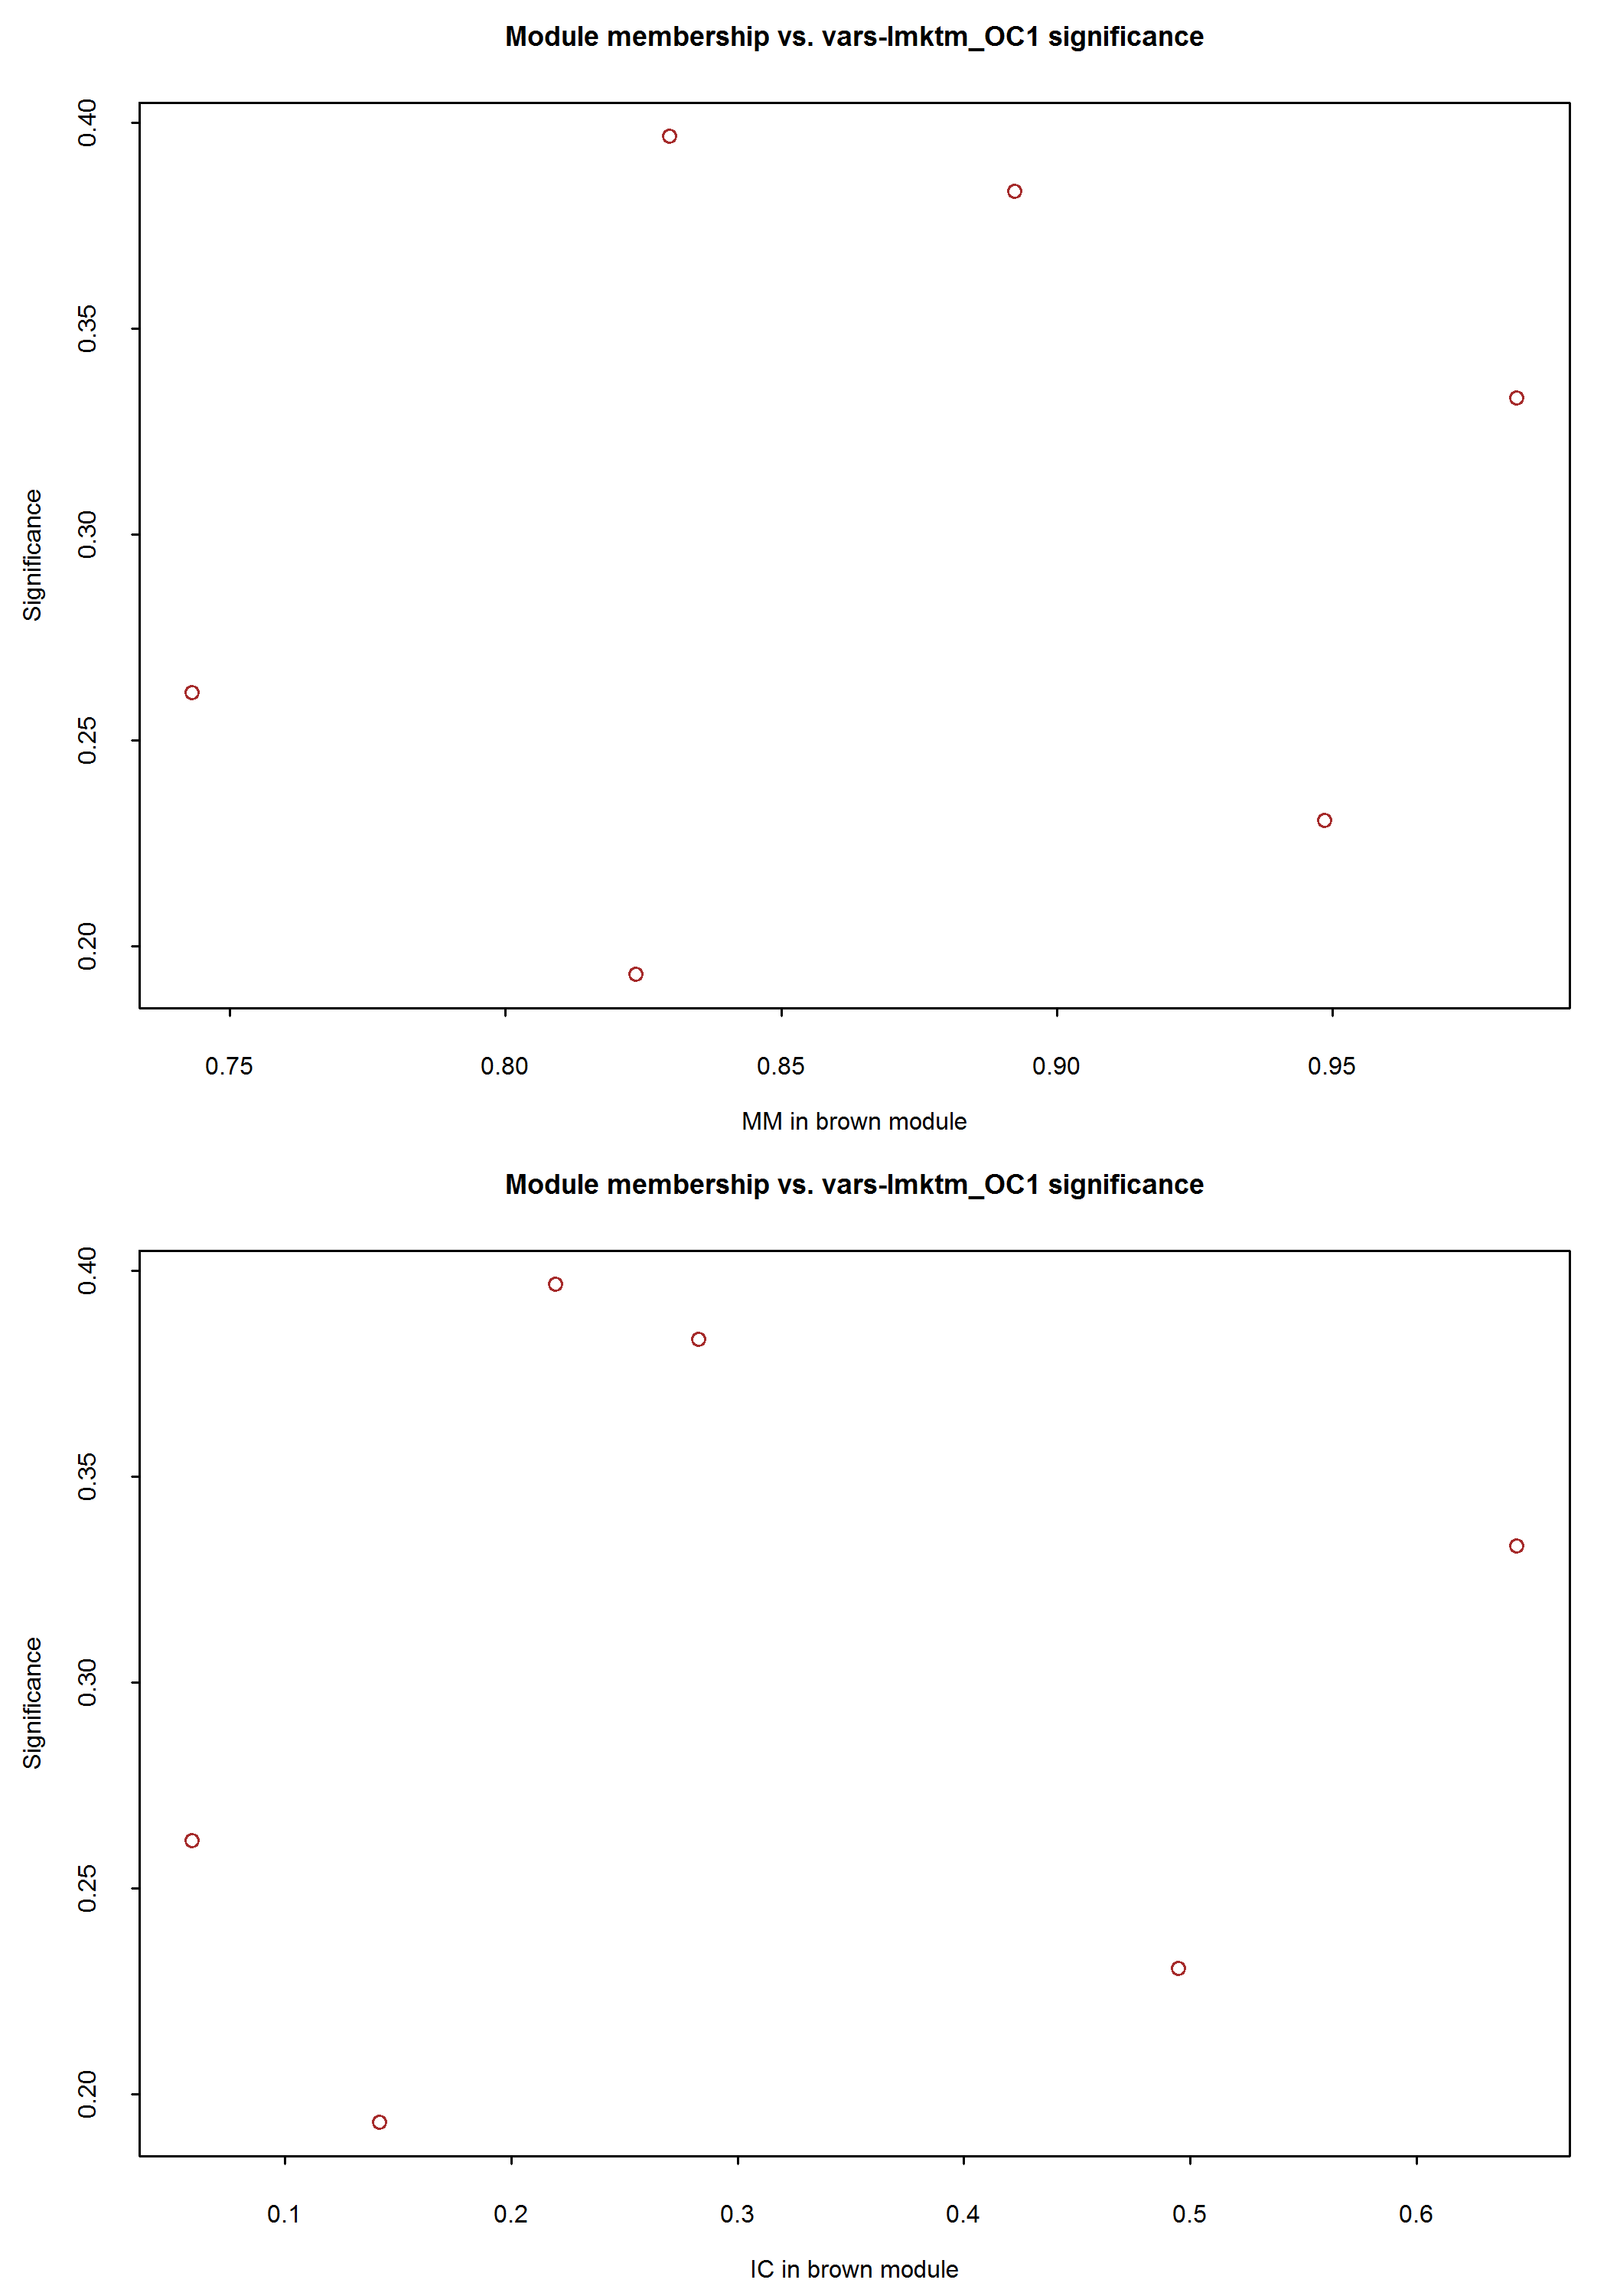 Module membership vs. vars-lmktm_OC1 significance
0.40
0.35
0.30
0.25
0.20
Significance
0.75 0.80 0.85 0.90 0.95
MM in brown module
Module membership vs. vars-lmktm_OC1 significance
0.40
0.35
0.30
0.25
0.20
Significance
0.1 0.2 0.3 0.4 0.5 0.6
IC in brown module